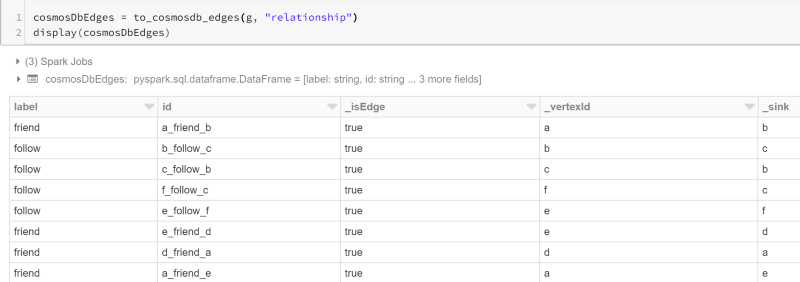 1 cosmosDbEdges = to_cosmosdb_edges(g, "relationship")
2 display(cosmosDbEdges)
(3) Spark Jobs
cosmosDbEdges: pyspark.sql.dataframe.DataFrame = [label: string, id: string ... 3 more fields]
label id _isEdge _vertexId _sink
friend a_friend_b true a b
follow b_follow_c true b c
follow c_follow_b true c b
follow f_follow_c true f c
follow e_follow_f true e f
friend e_friend_d true e d
friend d_friend_a true d a
friend a_friend_e true a e